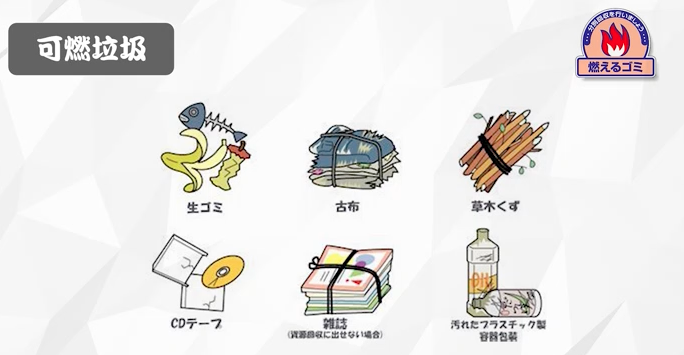 可燃垃圾
分別回収を行いましょう
燃えるゴミ
生ゴミ
古布
草木くず
CDテープ
雑誌
(資源回収に出せない場合)
汚れたプラスチック製
容器包装